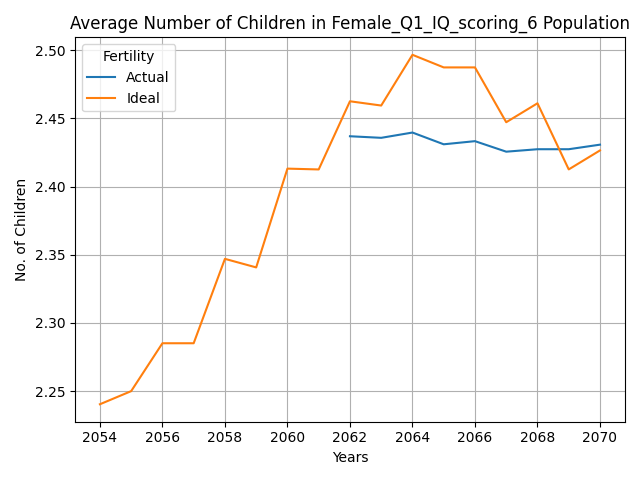 Average Number of Children in Female_Q1_IQ_scoring_6 Population
Fertility
Actual
Ideal
No. of Children
2.50
2.45
2.40
2.35
2.30
2.25
2054 2056 2058 2060 2062 2064 2066 2068 2070
Years